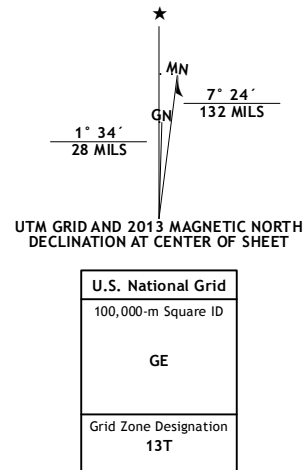 ★
MN
GN
7° 24´
132 MILS
1° 34´
28 MILS
UTM GRID AND 2013 MAGNETIC NORTH
DECLINATION AT CENTER OF SHEET
U.S. National Grid
100,000-m Square ID
GE
Grid Zone Designation
13T